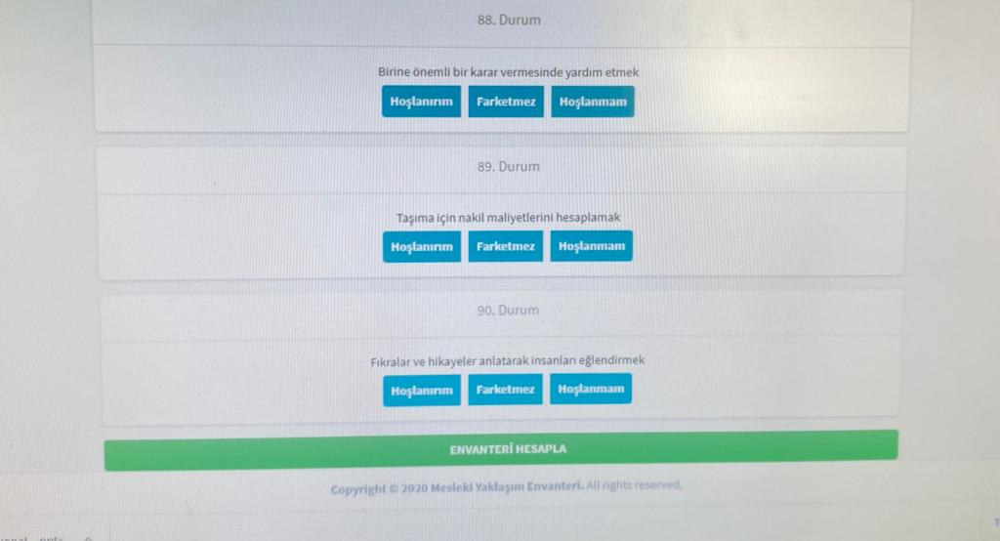 88. Durum
Birine önemli bir karar vermesinde yardım etmek
Hoşlanırım Farketmez Hoşlanmam
89. Durum
Taşıma için nakil maliyetlerini hesaplamak
Hoşlanırım Farketmez Hoşlanmam
90. Durum
Fıkralar ve hikayeler anlatarak insanları eğlendirmek
Hoşlanırım Farketmez Hoşlanmam
ENVANTERİ HESAPLA
Copyright © 2020 Mesleki Yaklaşım Envanteri. All rights reserved.